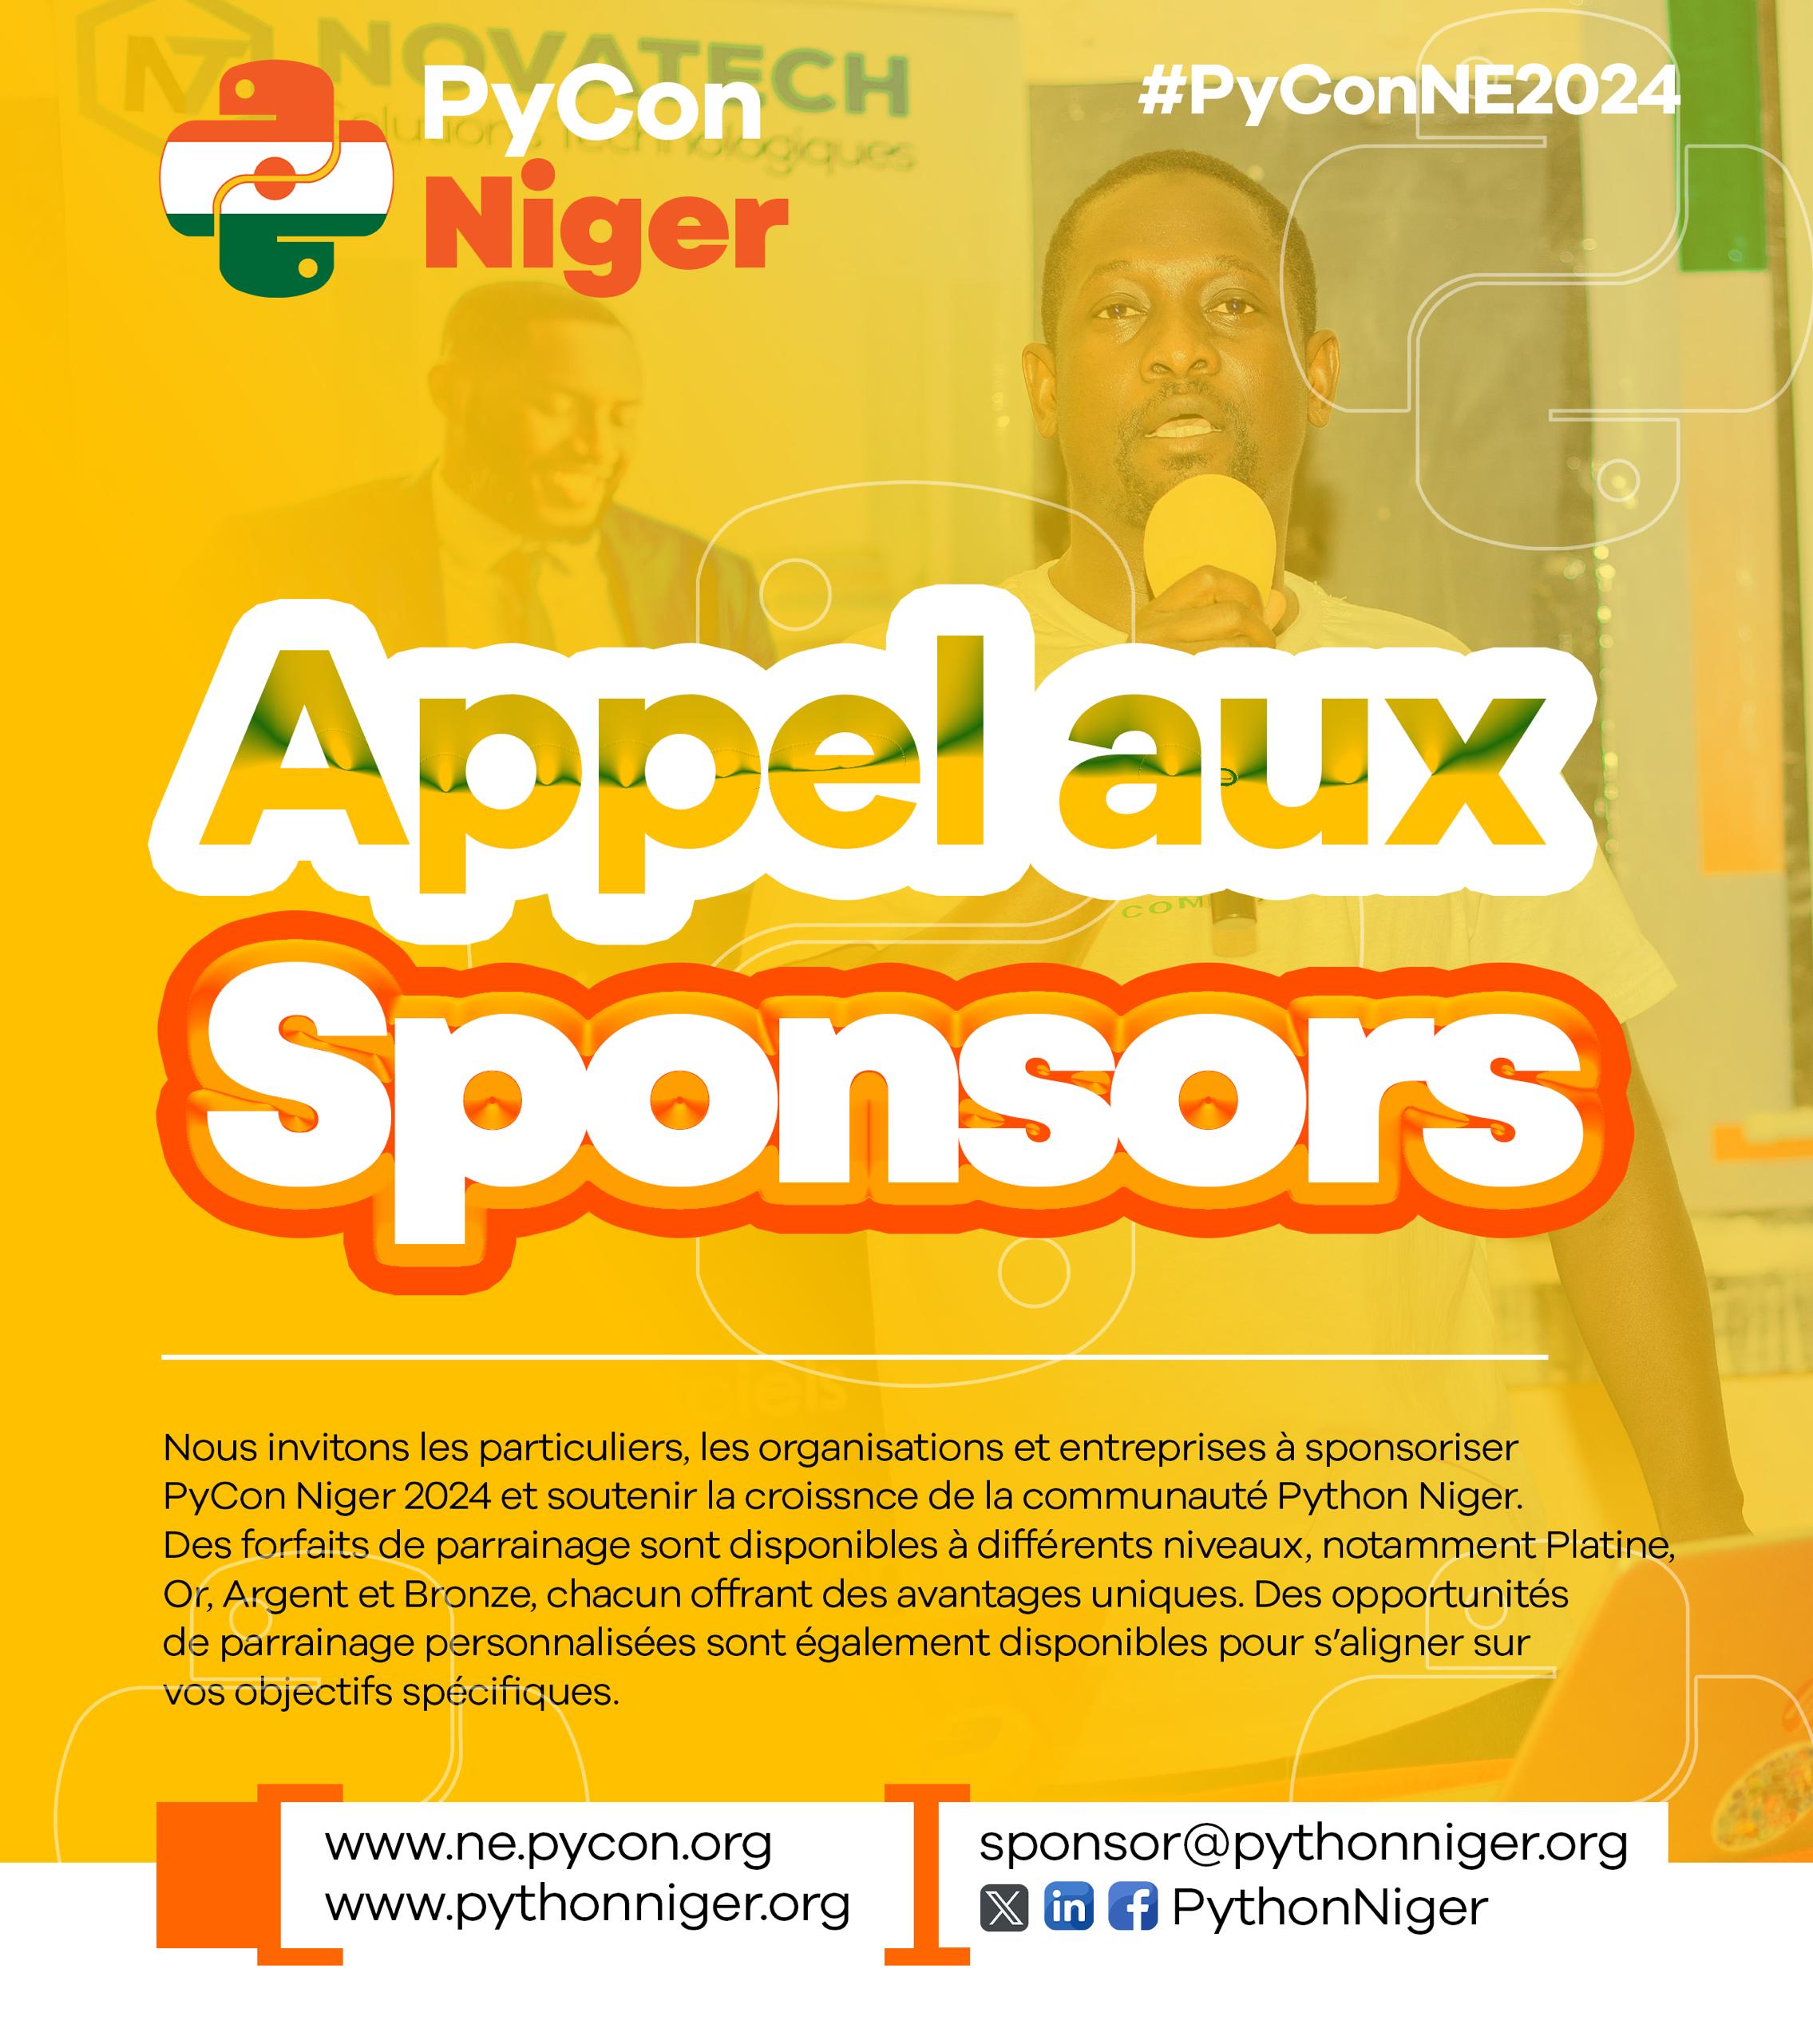 NOVATECH
Solutions Technologiques
PyCon
Niger
#PyConNE2024
Appel aux
COM
Sponsors
Nous invitons les particuliers, les organisations et entreprises à sponsoriser
PyCon Niger 2024 et soutenir la croissnce de la communauté Python Niger.
Des forfaits de parrainage sont disponibles à différents niveaux, notamment Platine,
Or, Argent et Bronze, chacun offrant des avantages uniques. Des opportunités
de parrainage personnalisées sont également disponibles pour s’aligner sur
vos objectifs spécifiques.
www.ne.pycon.org
www.pythonniger.org
sponsor@pythonniger.org
PythonNiger